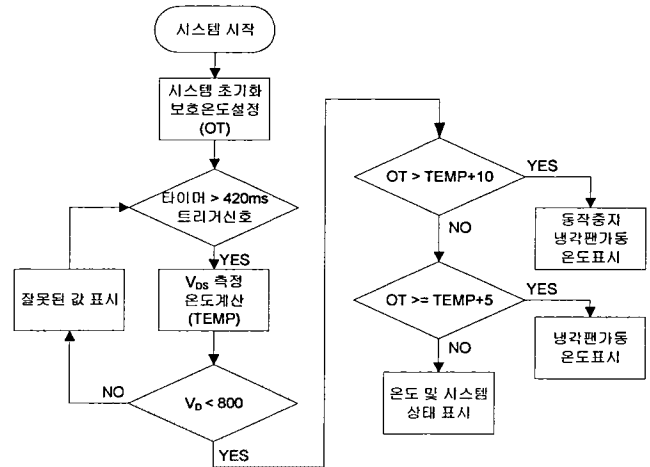 시스템 시작
시스템 초기화
보호온도설정
(OT)
타이머 > 420ms
트리거신호
YES
V_DS 측정
온도계산
(TEMP)
잘못된 값 표시
NO
V_D < 800
YES
OT > TEMP+10
YES
동작중지
냉각팬가동
온도표시
NO
OT >= TEMP+5
YES
냉각팬가동
온도표시
NO
온도 및 시스템
상태 표시